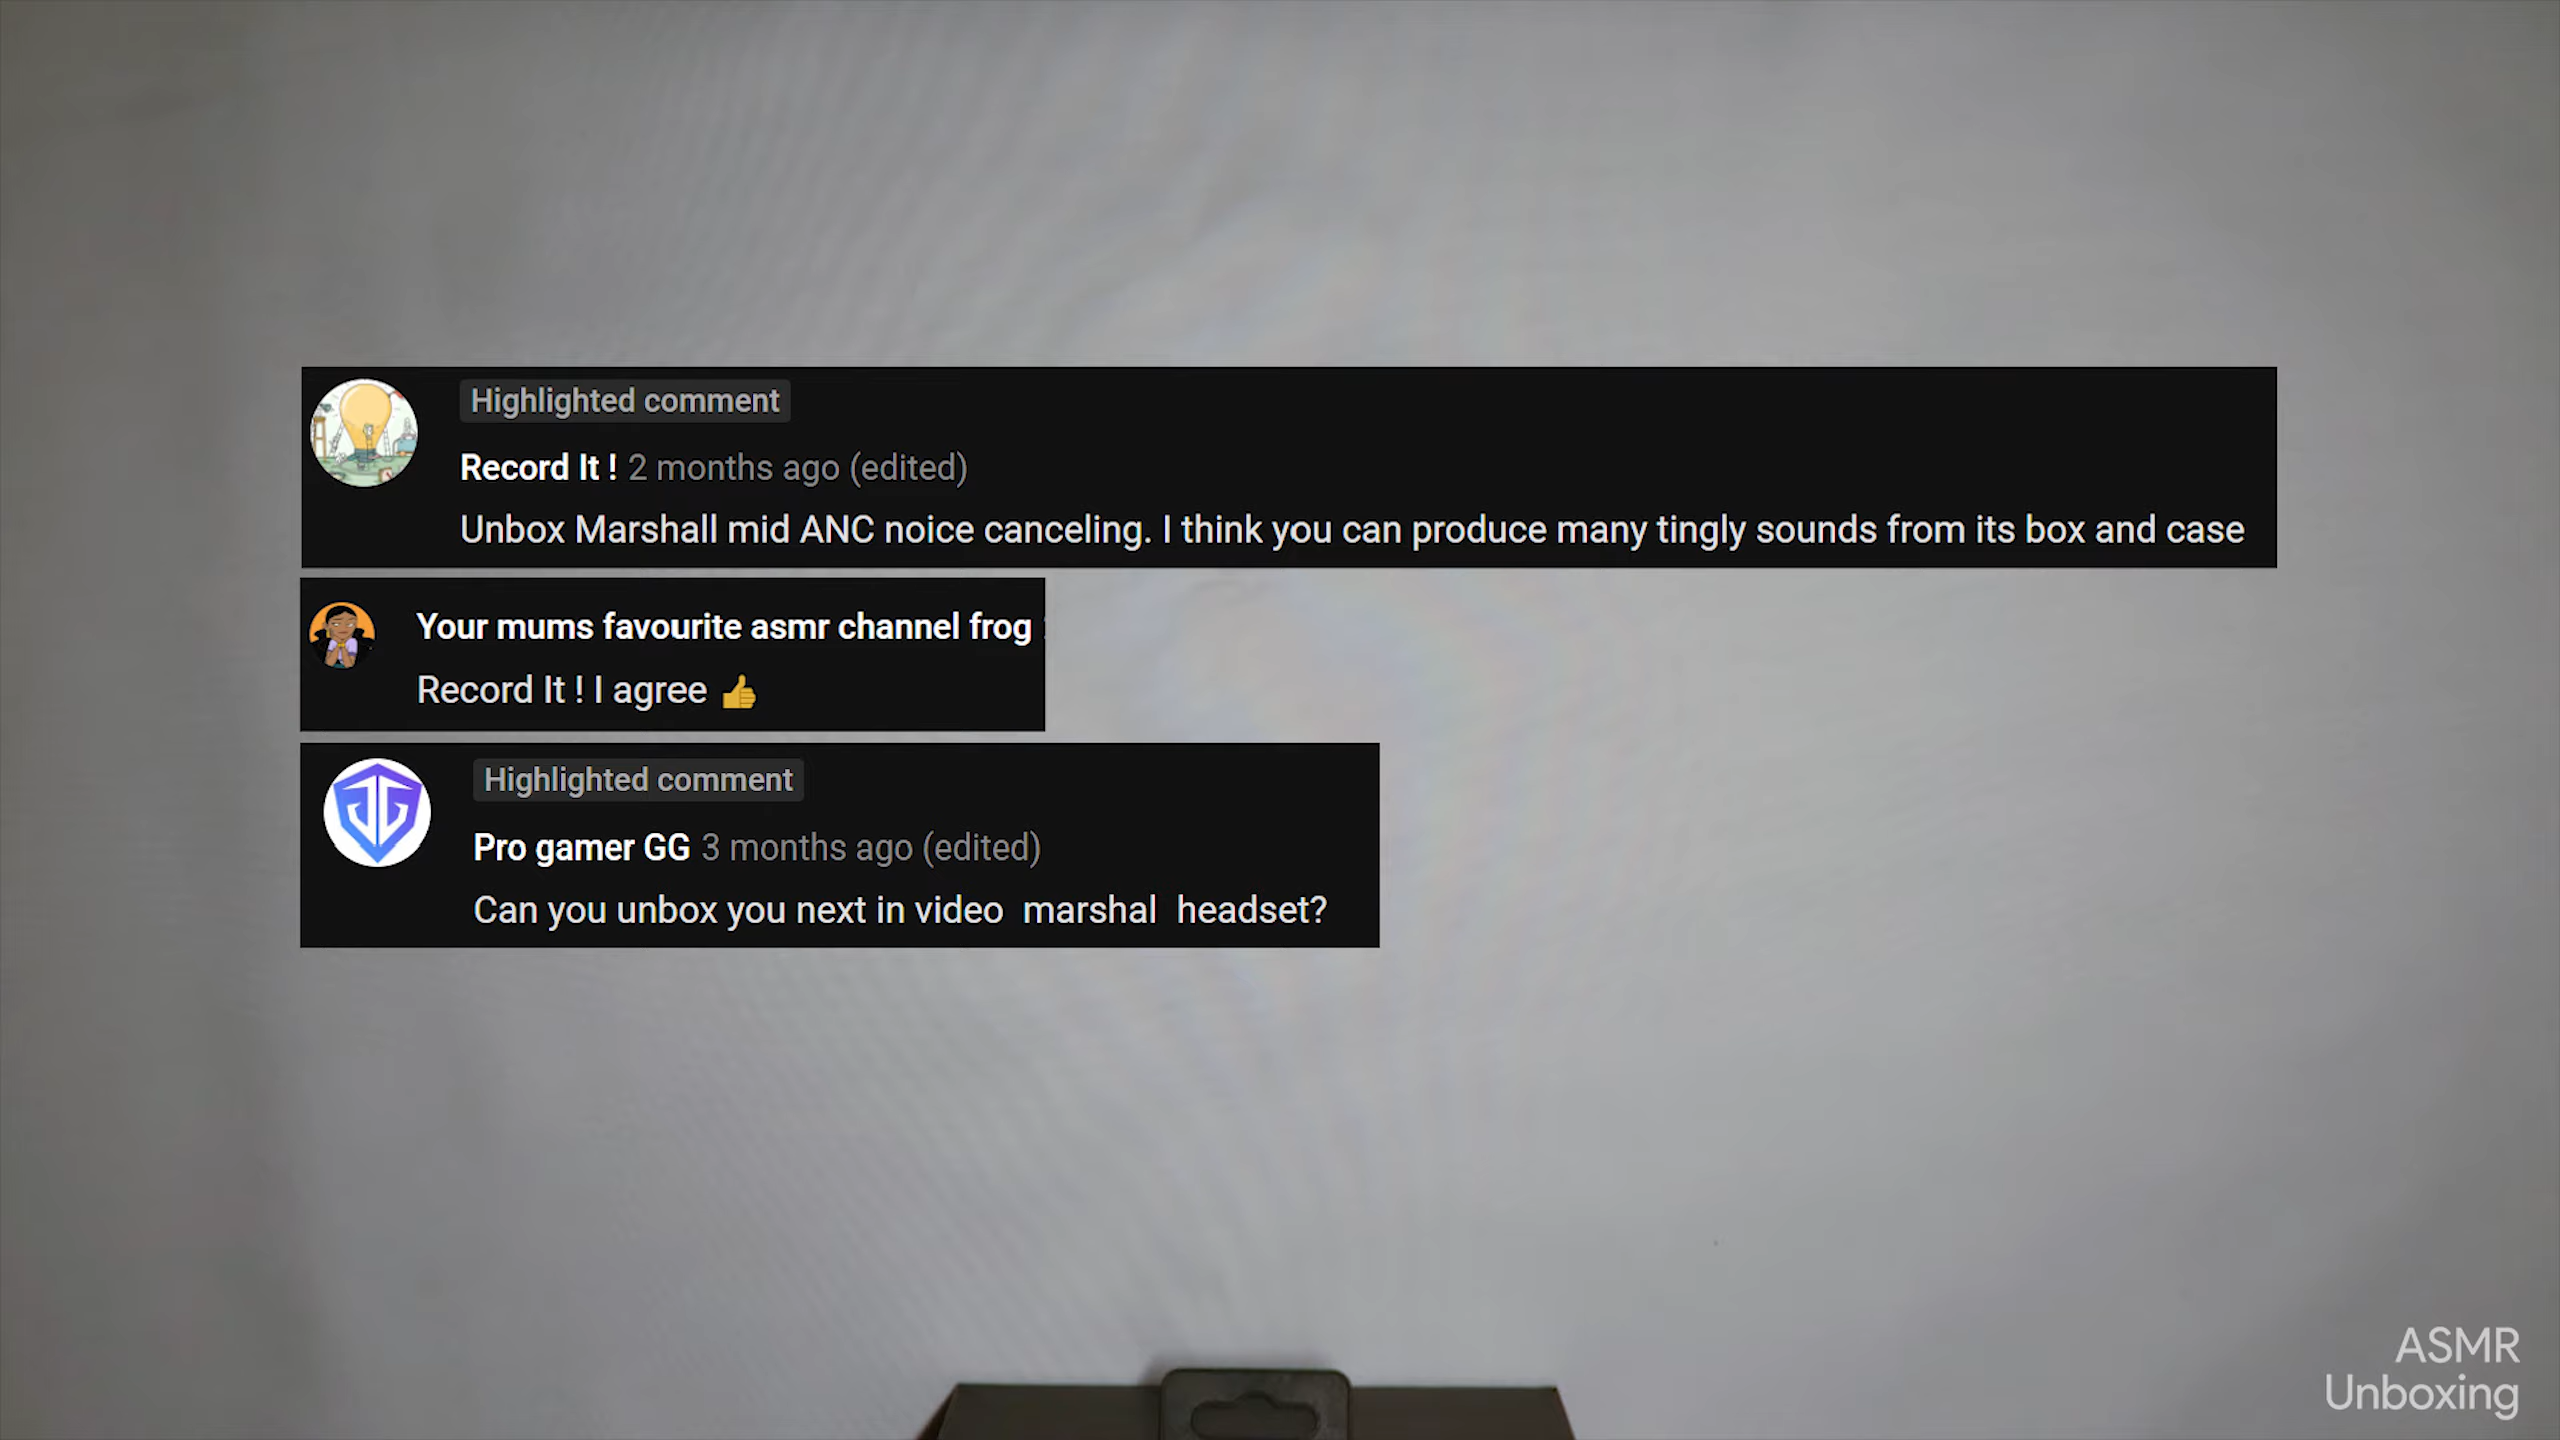 Highlighted comment
Record It ! 2 months ago (edited)
Unbox Marshall mid ANC noice canceling. I think you can produce many tingly sounds from its box and case
Your mums favourite asmr channel frog
Record It ! I agree 👍
Highlighted comment
Pro gamer GG 3 months ago (edited)
Can you unbox you next in video  marshal  headset?
ASMR
Unboxing